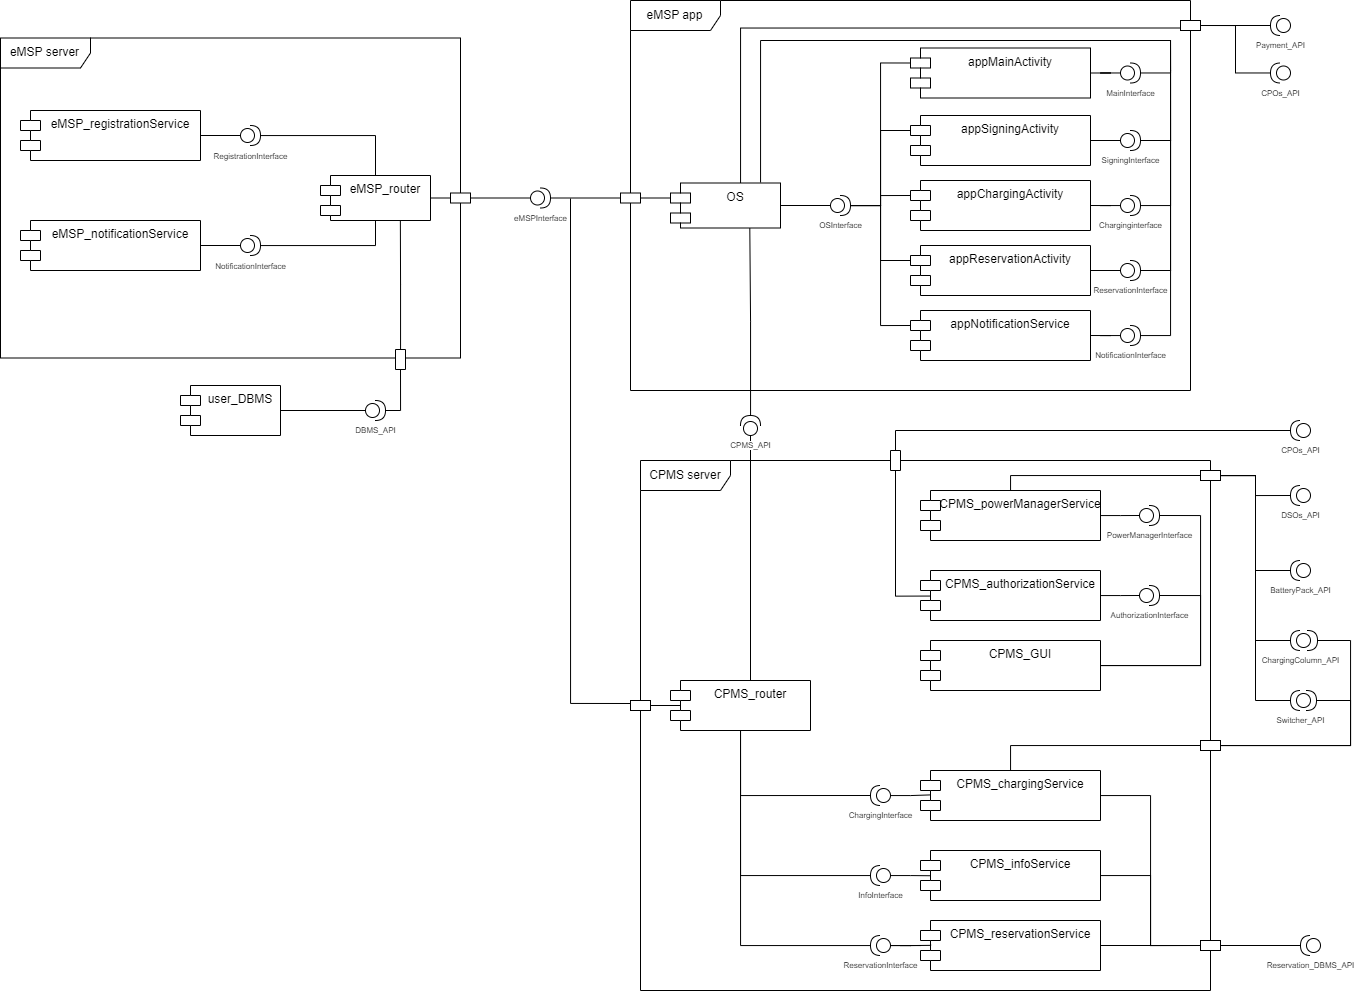 eMSP server
eMSP_registrationService
RegistrationInterface
eMSP_router
eMSP_notificationService
NotificationInterface
eMSPInterface
user_DBMS
DBMS_API
eMSP app
Payment_API
CPOs_API
OS
OSInterface
appMainActivity
MainInterface
appSigningActivity
SigningInterface
appChargingActivity
Charginginterface
appReservationActivity
ReservationInterface
appNotificationService
NotificationInterface
CPMS_API
CPMS server
CPOs_API
CPMS_powerManagerService
PowerManagerInterface
DSOs_API
CPMS_authorizationService
AuthorizationInterface
BatteryPack_API
CPMS_GUI
ChargingColumn_API
CPMS_router
Switcher_API
CPMS_chargingService
ChargingInterface
CPMS_infoService
InfoInterface
CPMS_reservationService
ReservationInterface
Reservation_DBMS_API